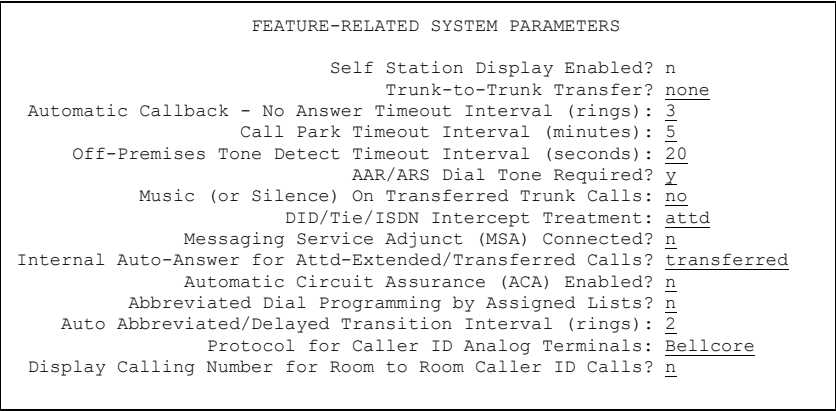 FEATURE-RELATED SYSTEM PARAMETERS
Self Station Display Enabled? n
Trunk-to-Trunk Transfer? none
Automatic Callback - No Answer Timeout Interval (rings): 3
Call Park Timeout Interval (minutes): 5
Off-Premises Tone Detect Timeout Interval (seconds): 20
AAR/ARS Dial Tone Required? y
Music (or Silence) On Transferred Trunk Calls: no
DID/Tie/ISDN Intercept Treatment: attd
Messaging Service Adjunct (MSA) Connected? n
Internal Auto-Answer for Attd-Extended/Transferred Calls? transferred
Automatic Circuit Assurance (ACA) Enabled? n
Abbreviated Dial Programming by Assigned Lists? n
Auto Abbreviated/Delayed Transition Interval (rings): 2
Protocol for Caller ID Analog Terminals: Bellcore
Display Calling Number for Room to Room Caller ID Calls? n